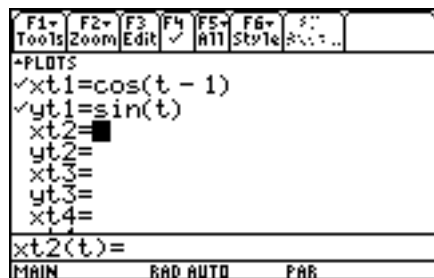 F1▾ F2▾ F3 F4 F5▾ F6▾
Tools Zoom Edit ✓ All Style
▴PLOTS
✓xt1=cos(t - 1)
✓yt1=sin(t)
xt2=
yt2=
xt3=
yt3=
xt4=
xt2(t)=
MAIN RAD AUTO PAR